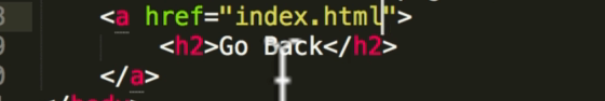 <a href="index.html">
<h2>Go Back</h2>
</a>